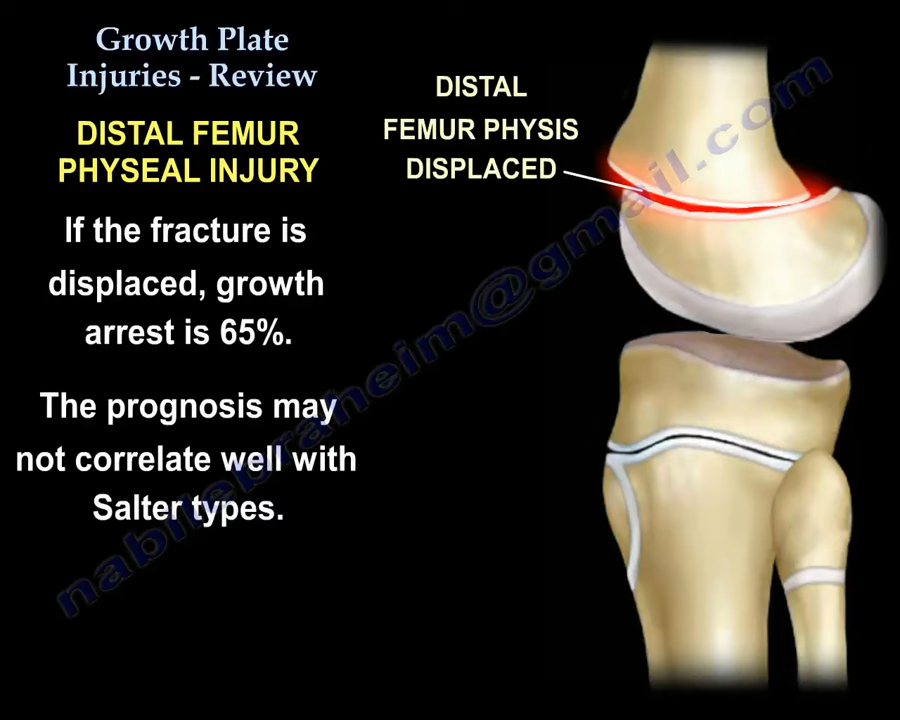 Growth Plate
Injuries - Review
DISTAL FEMUR
PHYSEAL INJURY
If the fracture is
displaced, growth
arrest is 65%.
The prognosis may
not correlate well with
Salter types.
DISTAL
FEMUR PHYSIS
DISPLACED
nabilebraheim@gmail.com